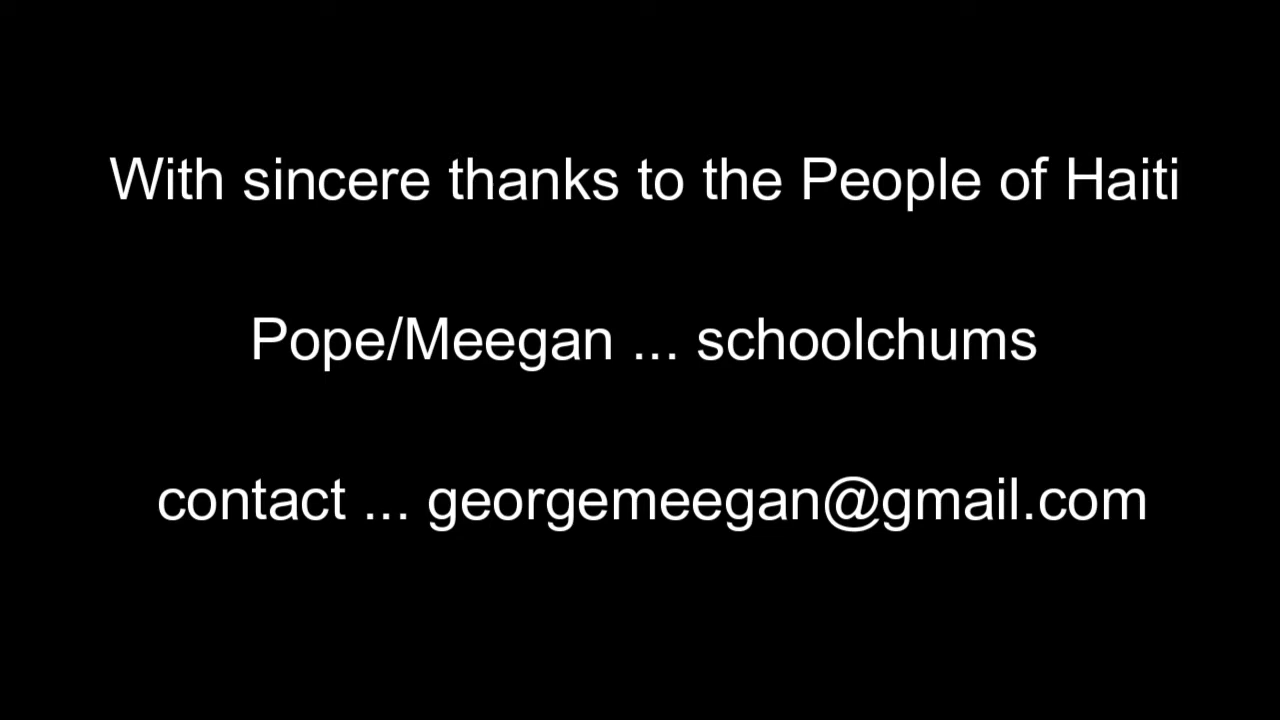 With sincere thanks to the People of Haiti
Pope/Meegan ... schoolchums
contact ... georgemeegan@gmail.com